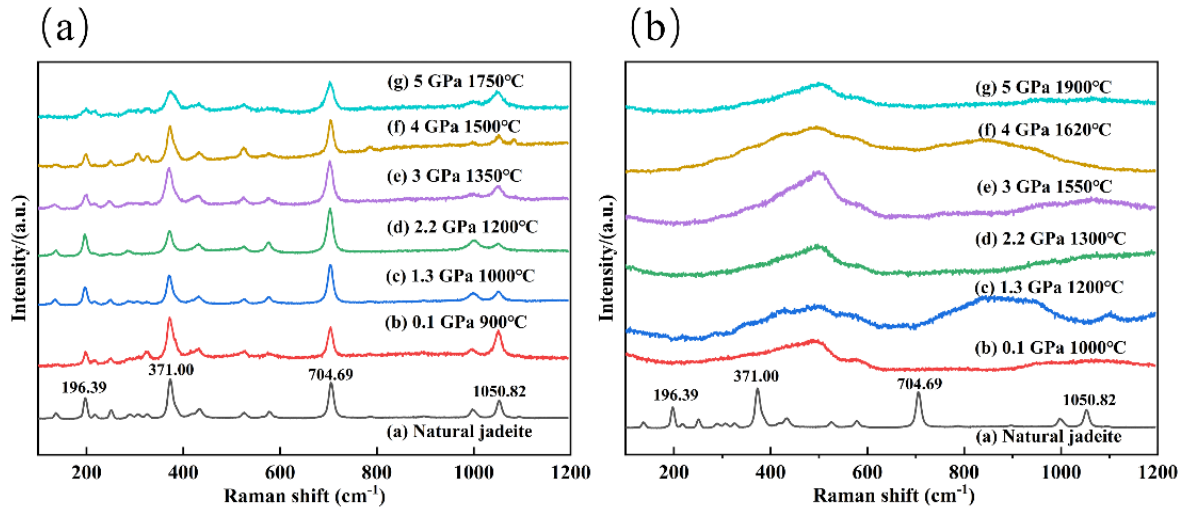 (a)
(g) 5 GPa 1750°C
(f) 4 GPa 1500°C
(e) 3 GPa 1350°C
(d) 2.2 GPa 1200°C
(c) 1.3 GPa 1000°C
(b) 0.1 GPa 900°C
196.39
371.00
704.69
1050.82
(a) Natural jadeite
Intensity/(a.u.)
200
400
600
800
1000
1200
Raman shift (cm⁻¹)
(b)
(g) 5 GPa 1900°C
(f) 4 GPa 1620°C
(e) 3 GPa 1550°C
(d) 2.2 GPa 1300°C
(c) 1.3 GPa 1200°C
(b) 0.1 GPa 1000°C
196.39
371.00
704.69
1050.82
(a) Natural jadeite
Intensity/(a.u.)
200
400
600
800
1000
1200
Raman shift (cm⁻¹)